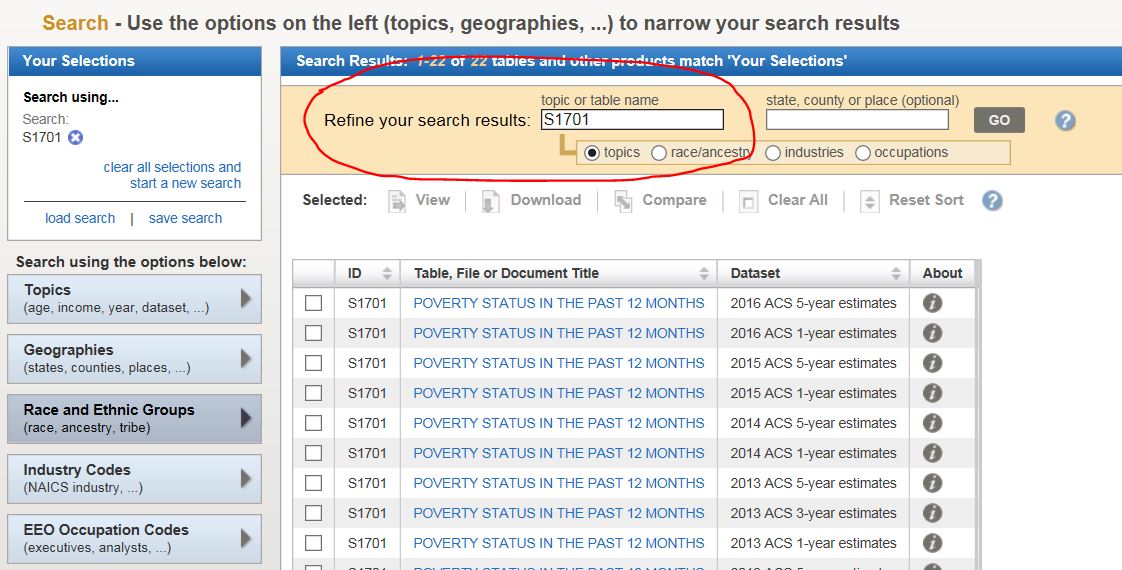 Search - Use the options on the left (topics, geographies, ...) to narrow your search results
Your Selections
Search using...
Search:
S1701
clear all selections and
start a new search
load search | save search
Search using the options below:
Topics
(age, income, year, dataset, ...)
Geographies
(states, counties, places, ...)
Race and Ethnic Groups
(race, ancestry, tribe)
Industry Codes
(NAICS industry, ...)
EEO Occupation Codes
(executives, analysts, ...)
Search Results: 1-22 of 22 tables and other products match 'Your Selections'
topic or table name state, county or place (optional)
Refine your search results: S1701 GO ?
topics race/ancestry industries occupations
Selected: View Download Compare Clear All Reset Sort ?
ID Table, File or Document Title Dataset About
S1701 POVERTY STATUS IN THE PAST 12 MONTHS 2016 ACS 5-year estimates i
S1701 POVERTY STATUS IN THE PAST 12 MONTHS 2016 ACS 1-year estimates i
S1701 POVERTY STATUS IN THE PAST 12 MONTHS 2015 ACS 5-year estimates i
S1701 POVERTY STATUS IN THE PAST 12 MONTHS 2015 ACS 1-year estimates i
S1701 POVERTY STATUS IN THE PAST 12 MONTHS 2014 ACS 5-year estimates i
S1701 POVERTY STATUS IN THE PAST 12 MONTHS 2014 ACS 1-year estimates i
S1701 POVERTY STATUS IN THE PAST 12 MONTHS 2013 ACS 5-year estimates i
S1701 POVERTY STATUS IN THE PAST 12 MONTHS 2013 ACS 3-year estimates i
S1701 POVERTY STATUS IN THE PAST 12 MONTHS 2013 ACS 1-year estimates i